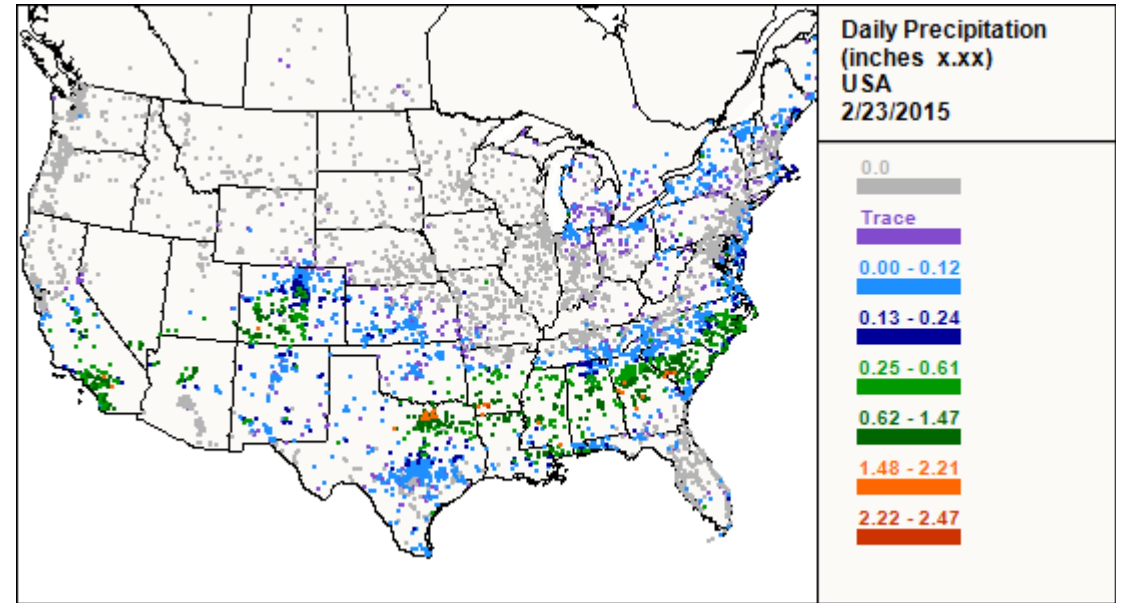 Daily Precipitation
(inches x.xx)
USA
2/23/2015
0.0
Trace
0.00 - 0.12
0.13 - 0.24
0.25 - 0.61
0.62 - 1.47
1.48 - 2.21
2.22 - 2.47